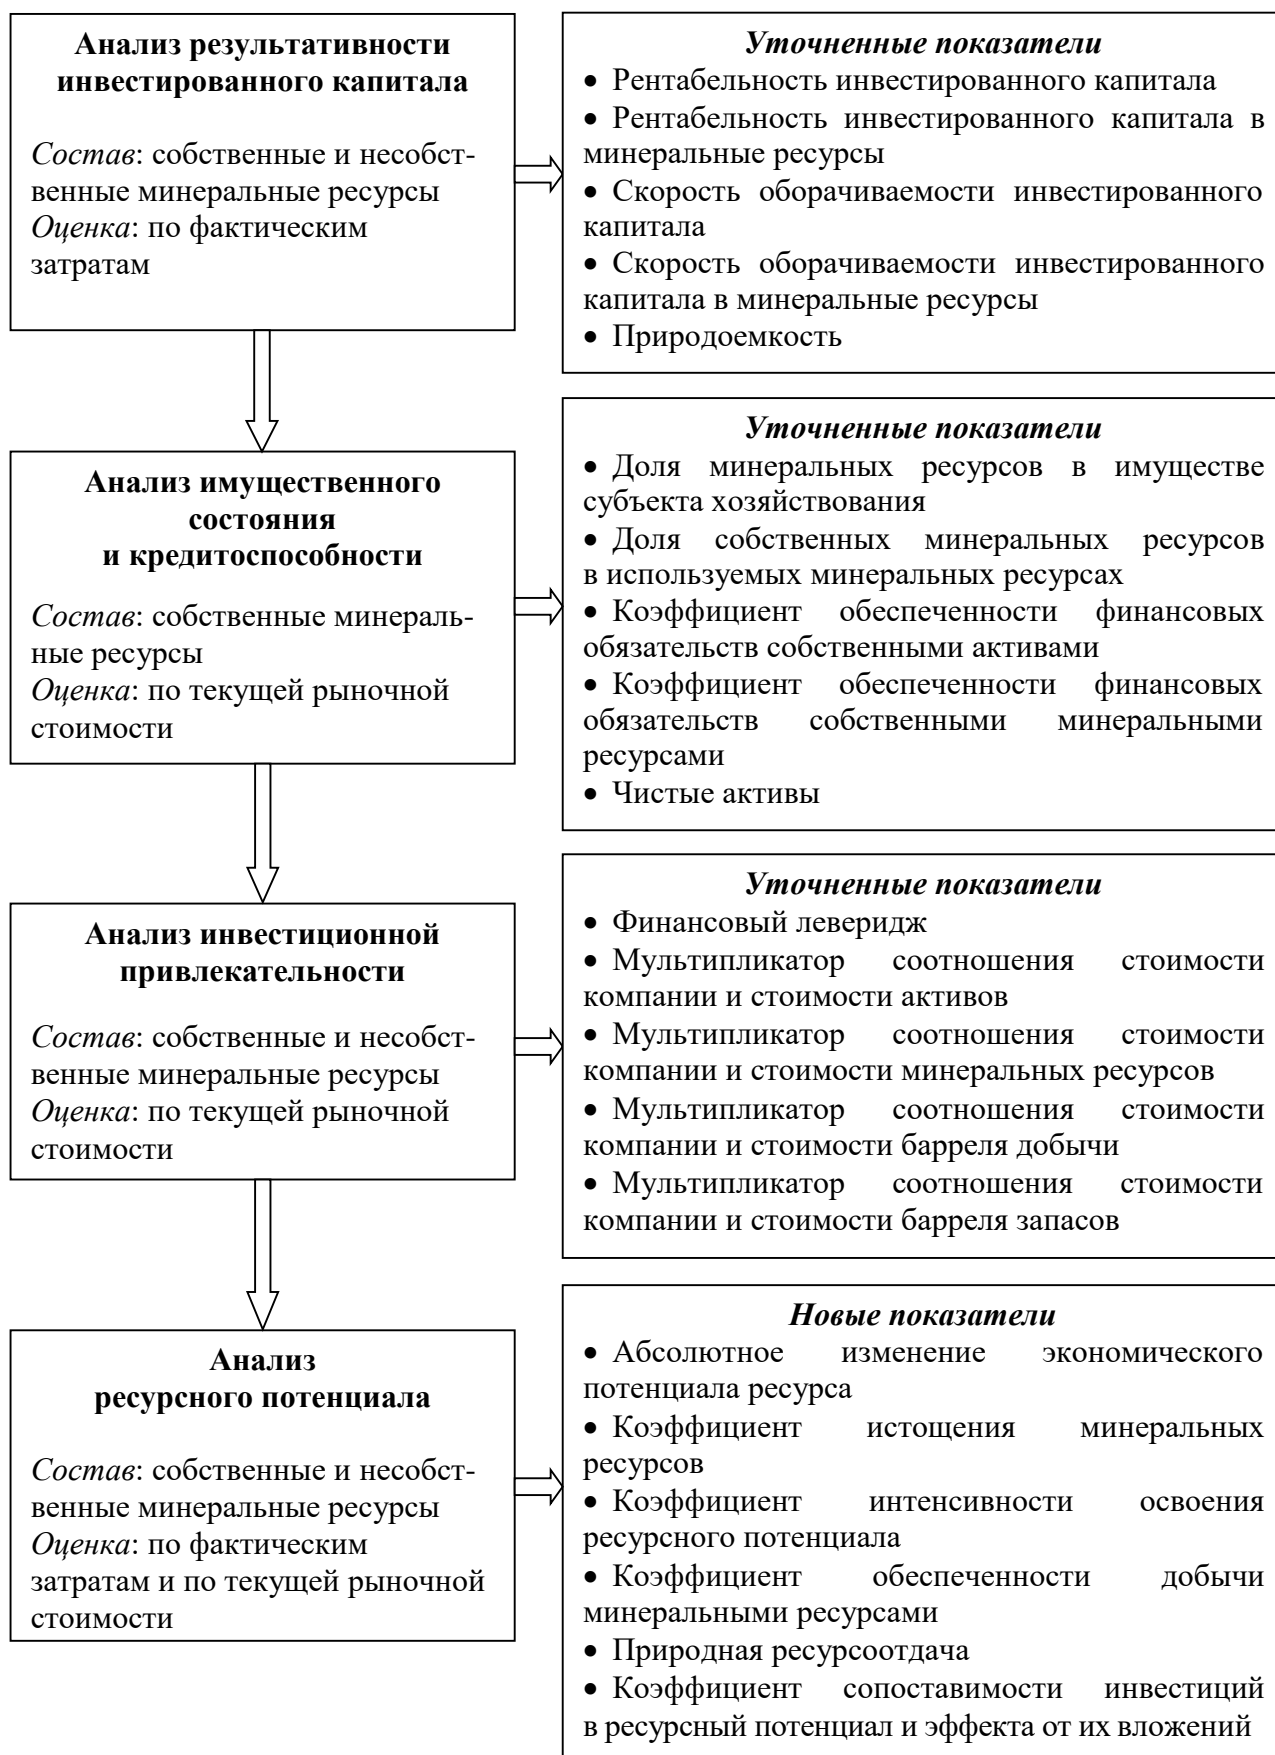 Анализ результативности
инвестированного капитала
Состав: собственные и несобст-
венные минеральные ресурсы
Оценка: по фактическим
затратам
Уточненные показатели
• Рентабельность инвестированного капитала
• Рентабельность инвестированного капитала в
минеральные ресурсы
• Скорость оборачиваемости инвестированного
капитала
• Скорость оборачиваемости инвестированного
капитала в минеральные ресурсы
• Природоемкость
Анализ имущественного
состояния
и кредитоспособности
Состав: собственные минераль-
ные ресурсы
Оценка: по текущей рыночной
стоимости
Уточненные показатели
• Доля минеральных ресурсов в имуществе
субъекта хозяйствования
• Доля собственных минеральных ресурсов
в используемых минеральных ресурсах
• Коэффициент обеспеченности финансовых
обязательств собственными активами
• Коэффициент обеспеченности финансовых
обязательств собственными минеральными
ресурсами
• Чистые активы
Анализ инвестиционной
привлекательности
Состав: собственные и несобст-
венные минеральные ресурсы
Оценка: по текущей рыночной
стоимости
Уточненные показатели
• Финансовый леверидж
• Мультипликатор соотношения стоимости
компании и стоимости активов
• Мультипликатор соотношения стоимости
компании и стоимости минеральных ресурсов
• Мультипликатор соотношения стоимости
компании и стоимости барреля добычи
• Мультипликатор соотношения стоимости
компании и стоимости барреля запасов
Анализ
ресурсного потенциала
Состав: собственные и несобст-
венные минеральные ресурсы
Оценка: по фактическим
затратам и по текущей рыночной
стоимости
Новые показатели
• Абсолютное изменение экономического
потенциала ресурса
• Коэффициент истощения минеральных
ресурсов
• Коэффициент интенсивности освоения
ресурсного потенциала
• Коэффициент обеспеченности добычи
минеральными ресурсами
• Природная ресурсоотдача
• Коэффициент сопоставимости инвестиций
в ресурсный потенциал и эффекта от их вложений